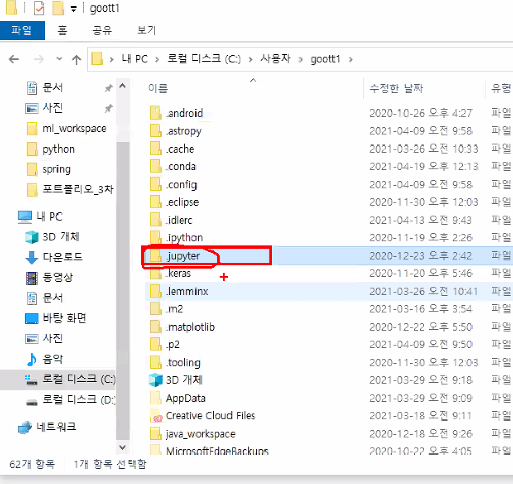 goott1
파일 홈 공유 보기
내 PC > 로컬 디스크 (C:) > 사용자 > goott1 >
이름 수정한 날짜 유형
문서
사진
ml_workspace
python
spring
포트폴리오_3차
내 PC
3D 개체
다운로드
동영상
문서
바탕 화면
사진
음악
로컬 디스크 (C:)
로컬 디스크 (D:)
네트워크
.android 2020-10-26 오후 4:27 파일
.astropy 2021-04-09 오전 9:58 파일
.cache 2021-03-26 오전 10:33 파일
.conda 2021-04-19 오후 12:13 파일
.config 2021-04-09 오전 9:58 파일
.eclipse 2020-11-30 오후 12:03 파일
.idlerc 2021-04-13 오전 9:43 파일
.ipython 2020-11-19 오후 2:26 파일
.jupyter 2020-12-23 오후 2:42 파일
.keras 2020-11-20 오후 5:46 파일
.lemminx 2021-03-26 오전 10:41 파일
.m2 2021-03-16 오후 3:54 파일
.matplotlib 2020-12-22 오후 5:50 파일
.p2 2021-04-09 오전 9:50 파일
.tooling 2020-11-30 오후 12:03 파일
3D 개체 2021-03-29 오전 9:18 파일
AppData 2021-03-29 오전 9:09 파일
Creative Cloud Files 2021-03-18 오전 9:11 파일
java_workspace 2020-12-18 오전 9:26 파일
MicrosoftEdgeBackups 2020-10-22 오후 4:05 파일
62개 항목 1개 항목 선택함